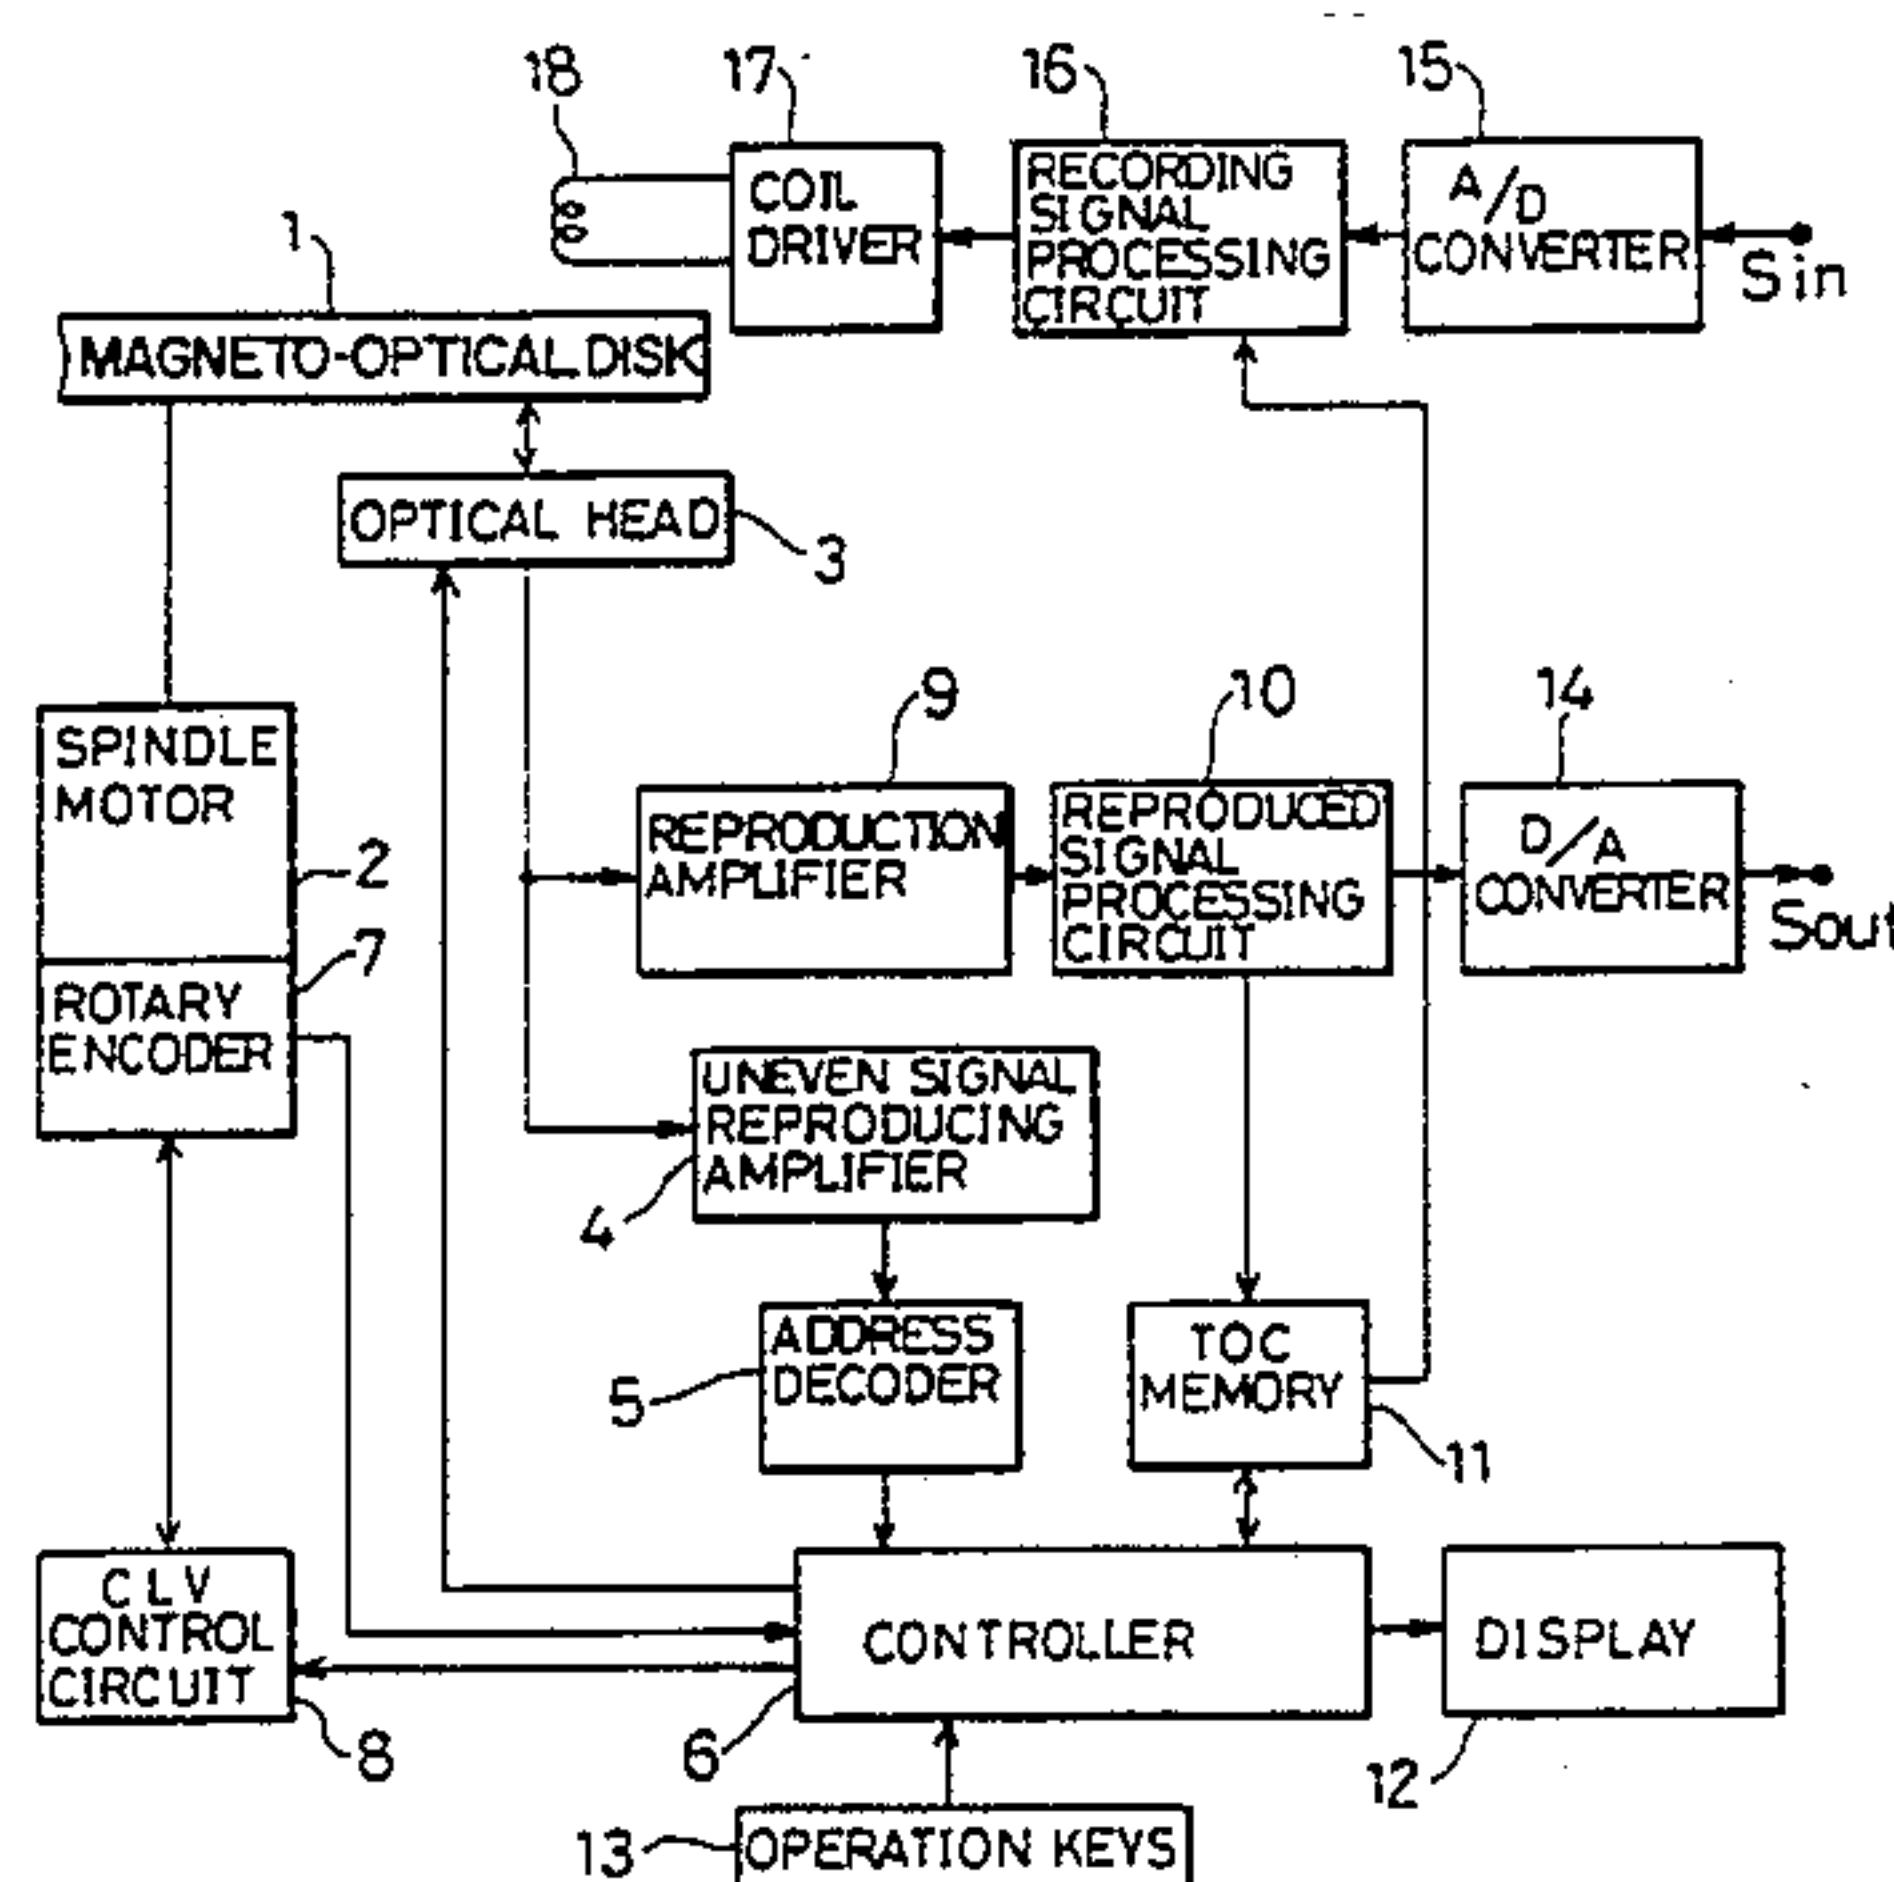 18
17
16
15
COIL
DRIVER
RECORDING
SIGNAL
PROCESSING
CIRCUIT
A/D
CONVERTER
Sin
1
MAGNETO-OPTICAL DISK
OPTICAL HEAD
3
SPINDLE
MOTOR
2
ROTARY
ENCODER
7
9
REPRODUCTION
AMPLIFIER
10
REPRODUCED
SIGNAL
PROCESSING
CIRCUIT
14
D/A
CONVERTER
Sout
UNEVEN SIGNAL
REPRODUCING
AMPLIFIER
4
ADDRESS
DECODER
5
TOC
MEMORY
11
CLV
CONTROL
CIRCUIT
8
CONTROLLER
6
DISPLAY
12
13
OPERATION KEYS